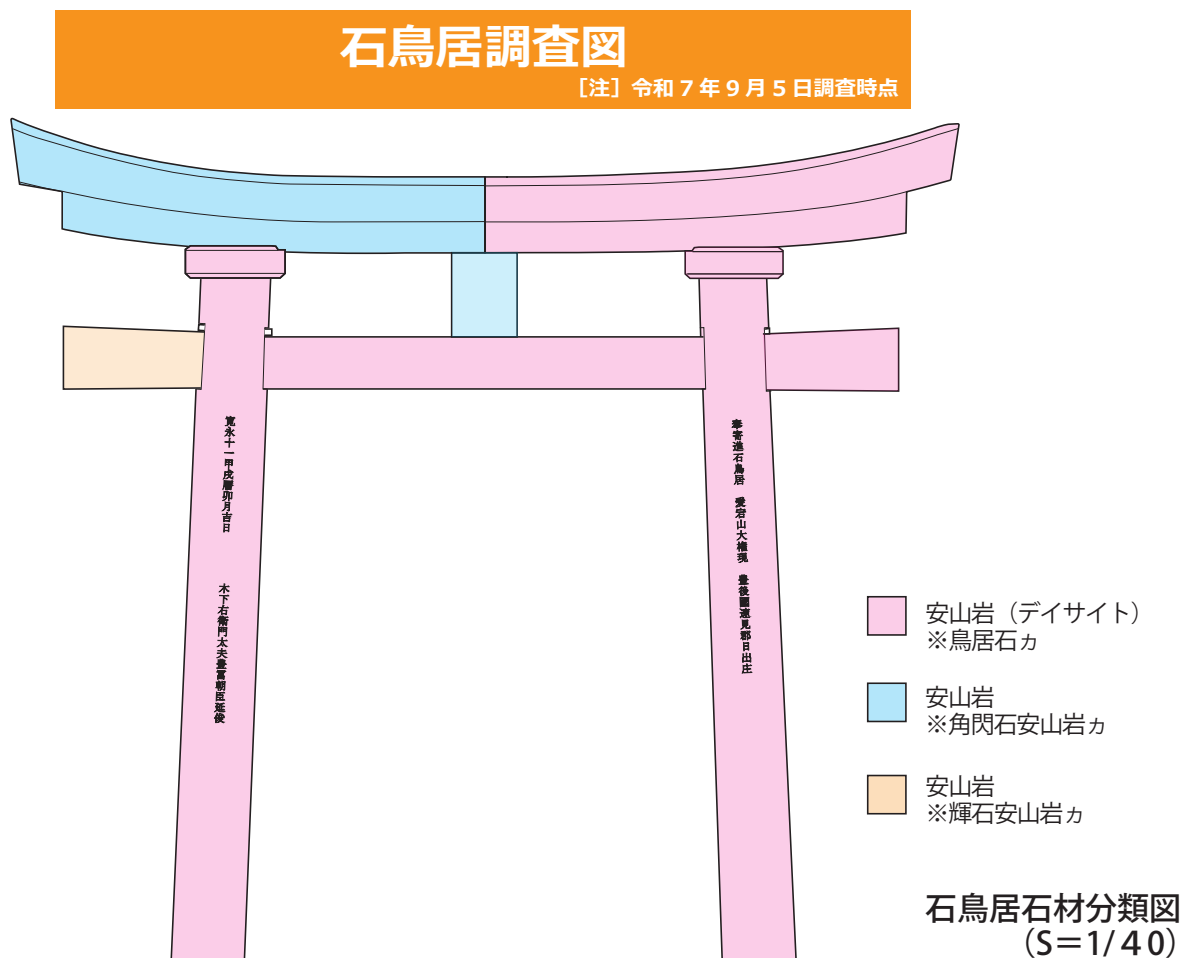 石鳥居調査図
［注］令和７年９月５日調査時点
奉寄進石鳥居　愛宕山大権現　豊後國速見郡日出庄
寛永十一甲戌暦卯月吉日
木下右衛門太夫豊冨朝臣延俊
安山岩（デイサイト）
※鳥居石ヵ
安山岩
※角閃石安山岩ヵ
安山岩
※輝石安山岩ヵ
石鳥居石材分類図
（S＝1/４０）